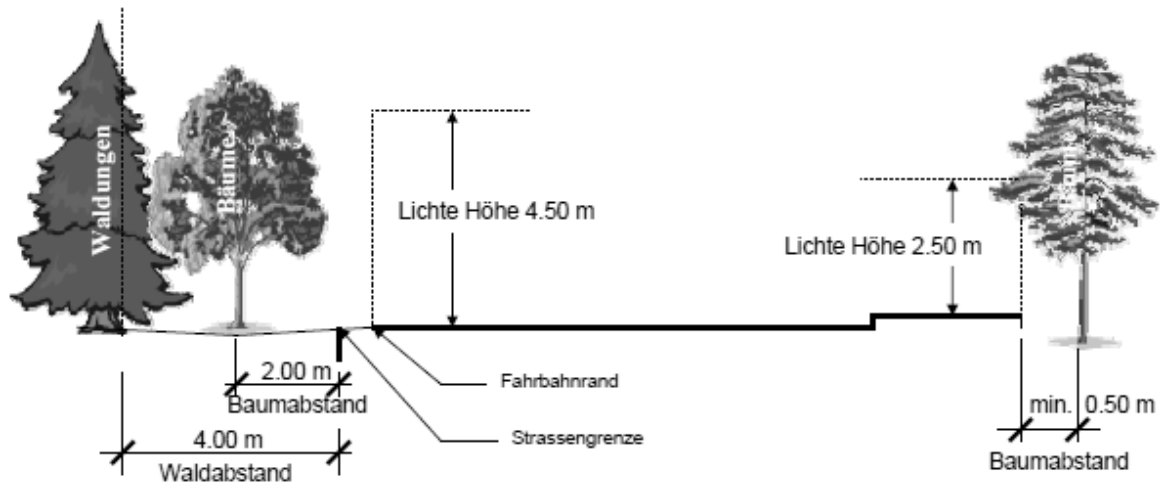 Waldungen
Bäume
Lichte Höhe 4.50 m
Lichte Höhe 2.50 m
Bäume
2.00 m
Baumabstand
Fahrbahnrand
4.00 m
Strassengrenze
Waldabstand
min. 0.50 m
Baumabstand